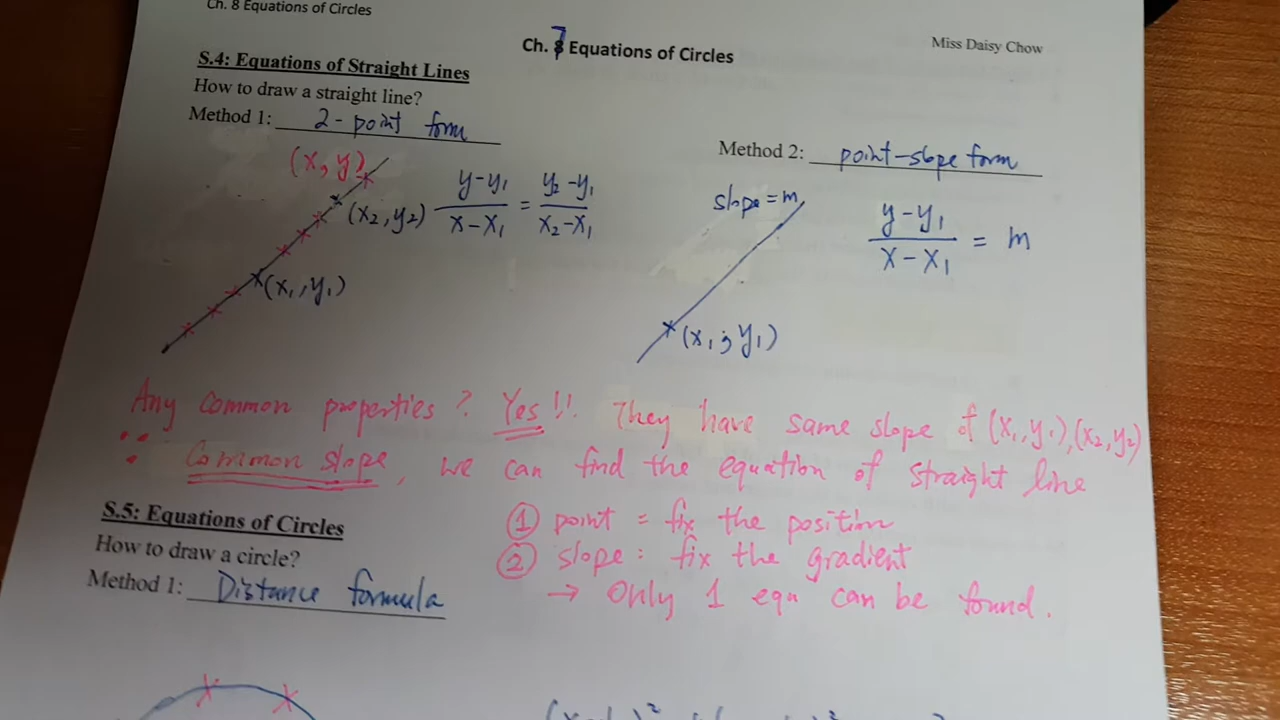 Ch. 8 Equations of Circles
Ch. 7 Equations of Circles
Miss Daisy Chow
S.4: Equations of Straight Lines
How to draw a straight line?
Method 1: 2-point form
(x, y)
(x₂, y₂)
(y-y₁)/(x-x₁) = (y₂-y₁)/(x₂-x₁)
(x₁, y₁)
Method 2: point-slope form
slope = m
(y-y₁)/(x-x₁) = m
(x₁, y₁)
Any common properties? Yes!! They have same slope of (x₁,y₁),(x₂,y₂)
∵ Common slope, we can find the equation of straight line
① point = fix the position
② slope: fix the gradient
→ Only 1 eqn can be found.
S.5: Equations of Circles
How to draw a circle?
Method 1: Distance formula